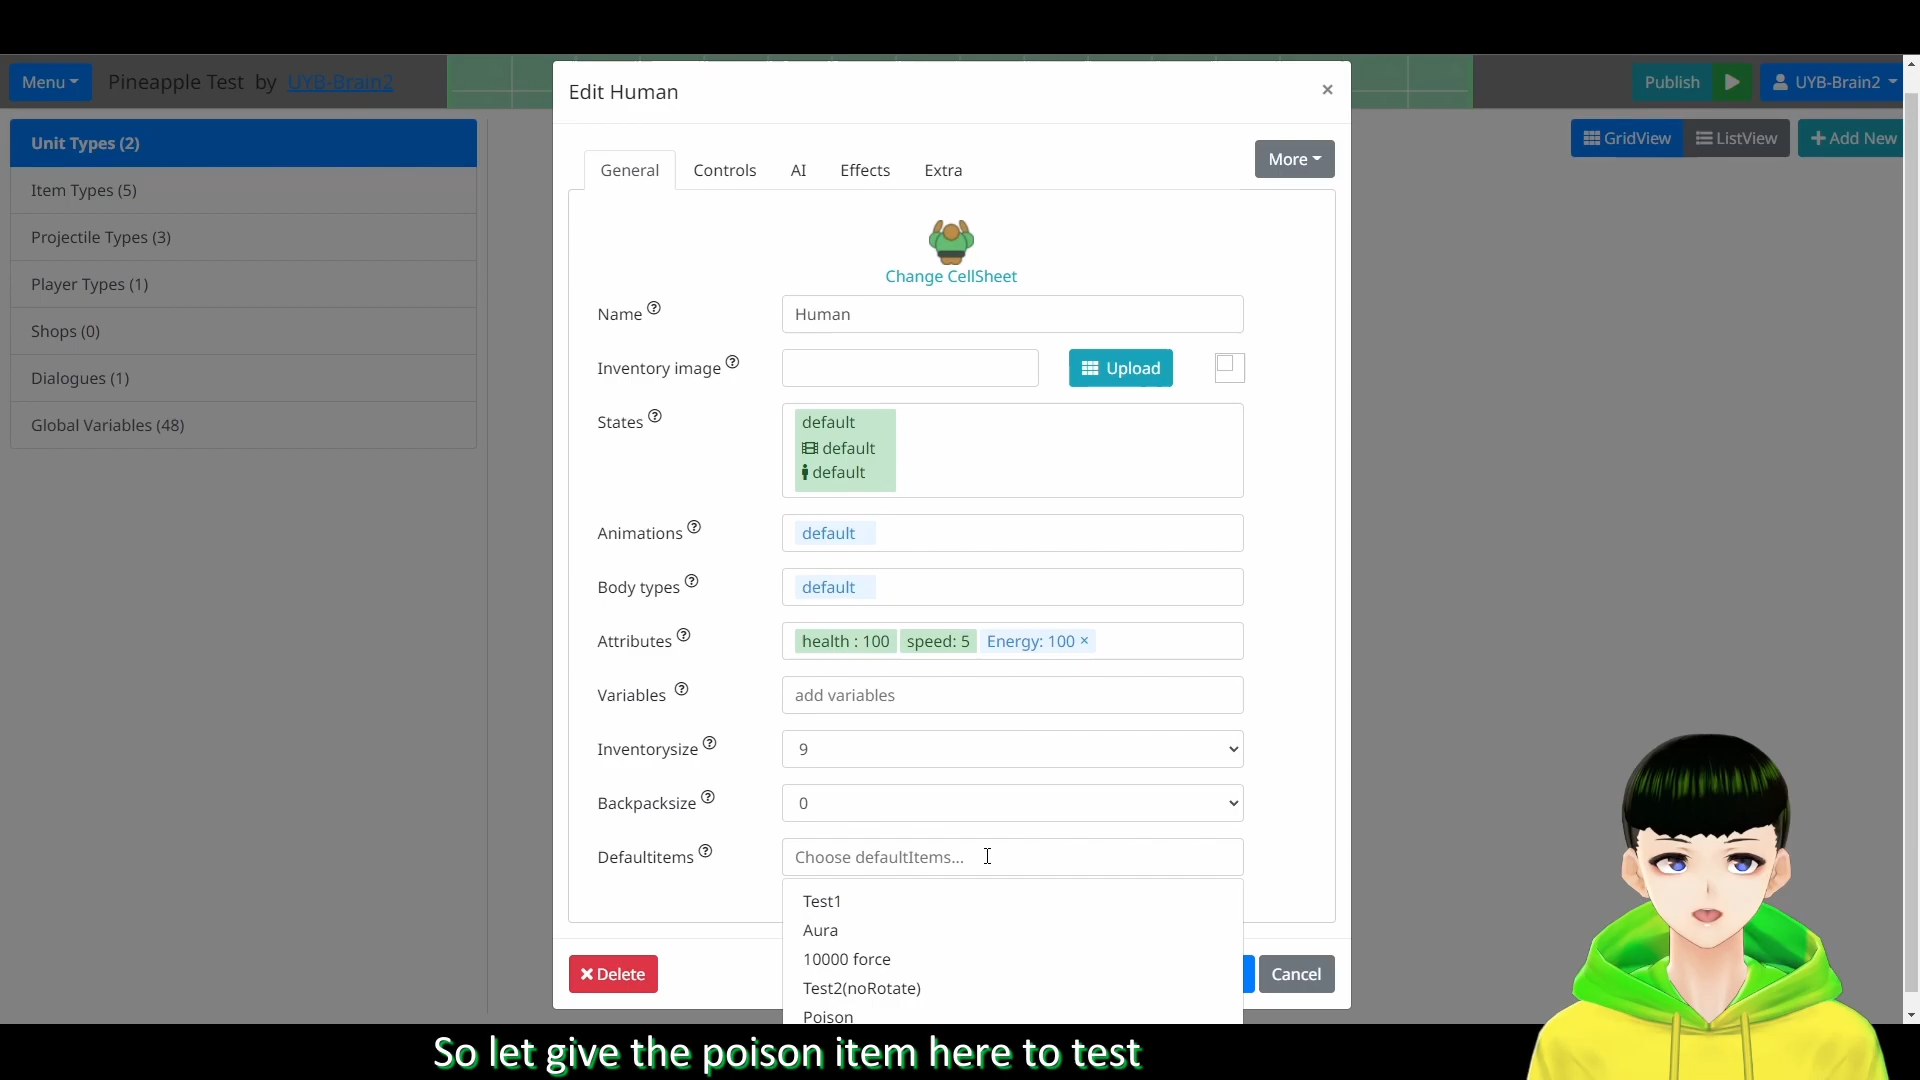 Menu
Pineapple Test by UYB-Brain2
Publish
UYB-Brain2
Unit Types (2)
Item Types (5)
Projectile Types (3)
Player Types (1)
Shops (0)
Dialogues (1)
Global Variables (48)
GridView
ListView
Add New
Edit Human
×
General
Controls
AI
Effects
Extra
More
Change CellSheet
Name
Human
Inventory image
Upload
States
default
default
default
Animations
default
Body types
default
Attributes
health : 100
speed: 5
Energy: 100 ×
Variables
add variables
Inventorysize
9
Backpacksize
0
Defaultitems
Choose defaultItems...
Test1
Aura
10000 force
Test2(noRotate)
Poison
Delete
Cancel
So let give the poison item here to test